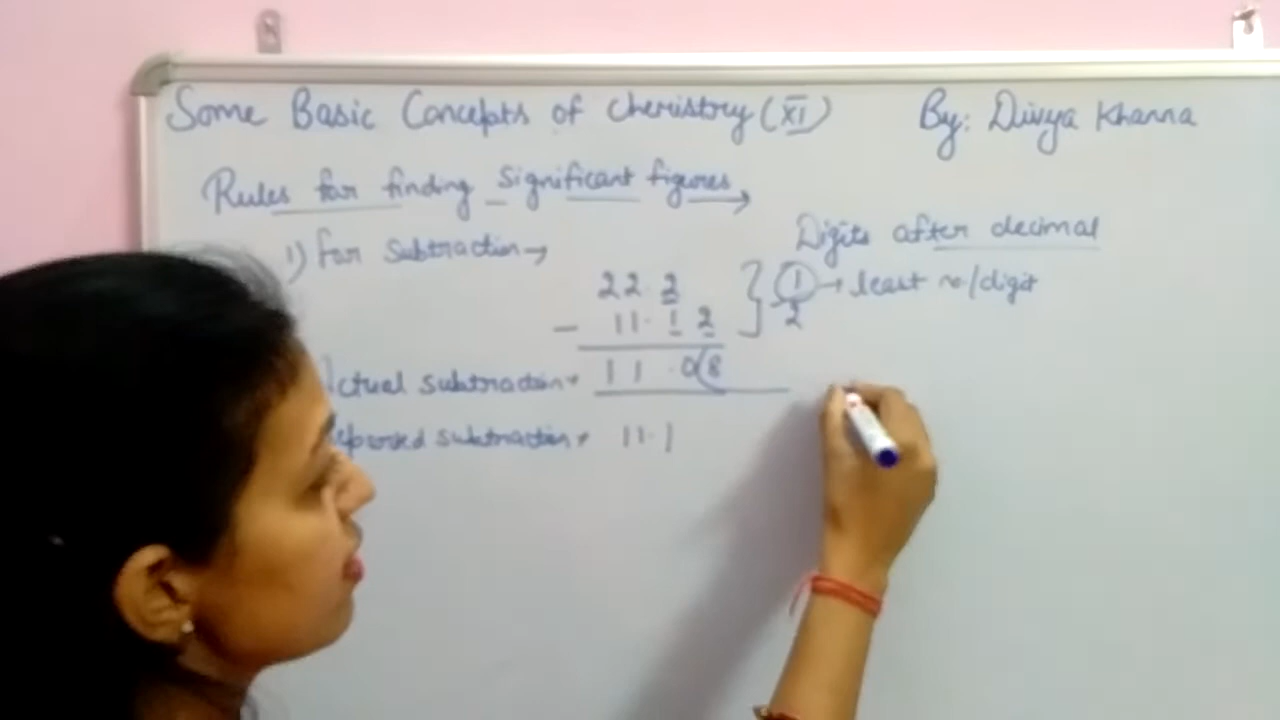 Some Basic Concepts of Chemistry (XI) By: Divya Khanna
Rules for finding significant figures →
1) For Subtraction →
Digits after decimal
22.2 } 1 → least no/digit
- 11.12 2
ctual subtraction → 11.08
eported subtraction → 11.1